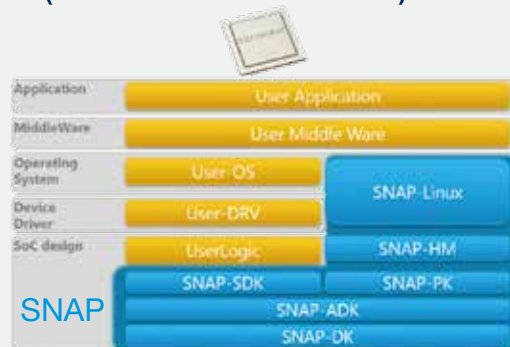 Application
User Application
MiddleWare
User Middle Ware
Operating
System
User-OS
SNAP-Linux
Device
Driver
User-DRV
SoC design
UserLogic
SNAP-HM
SNAP-SDK
SNAP-PK
SNAP
SNAP-ADK
SNAP-DK